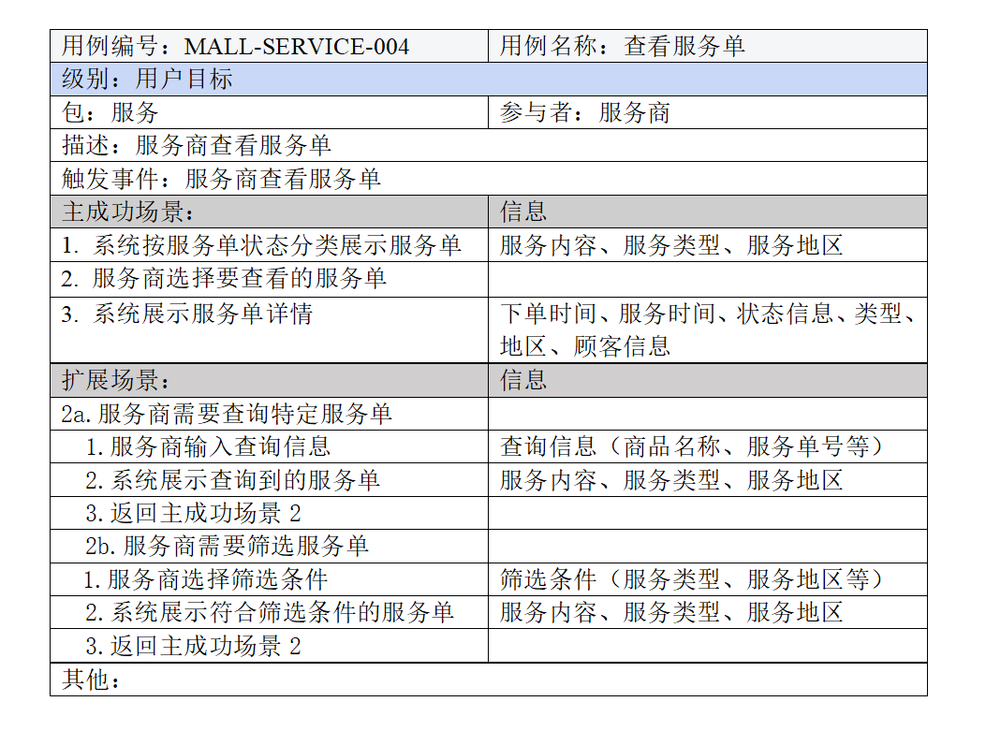 用例编号：MALL-SERVICE-004 用例名称：查看服务单
级别：用户目标
包：服务 参与者：服务商
描述：服务商查看服务单
触发事件：服务商查看服务单
主成功场景： 信息
1. 系统按服务单状态分类展示服务单 服务内容、服务类型、服务地区
2. 服务商选择要查看的服务单
3. 系统展示服务单详情 下单时间、服务时间、状态信息、类型、
地区、顾客信息
扩展场景： 信息
2a.服务商需要查询特定服务单
1.服务商输入查询信息 查询信息（商品名称、服务单号等）
2.系统展示查询到的服务单 服务内容、服务类型、服务地区
3.返回主成功场景 2
2b.服务商需要筛选服务单
1.服务商选择筛选条件 筛选条件（服务类型、服务地区等）
2.系统展示符合筛选条件的服务单 服务内容、服务类型、服务地区
3.返回主成功场景 2
其他：